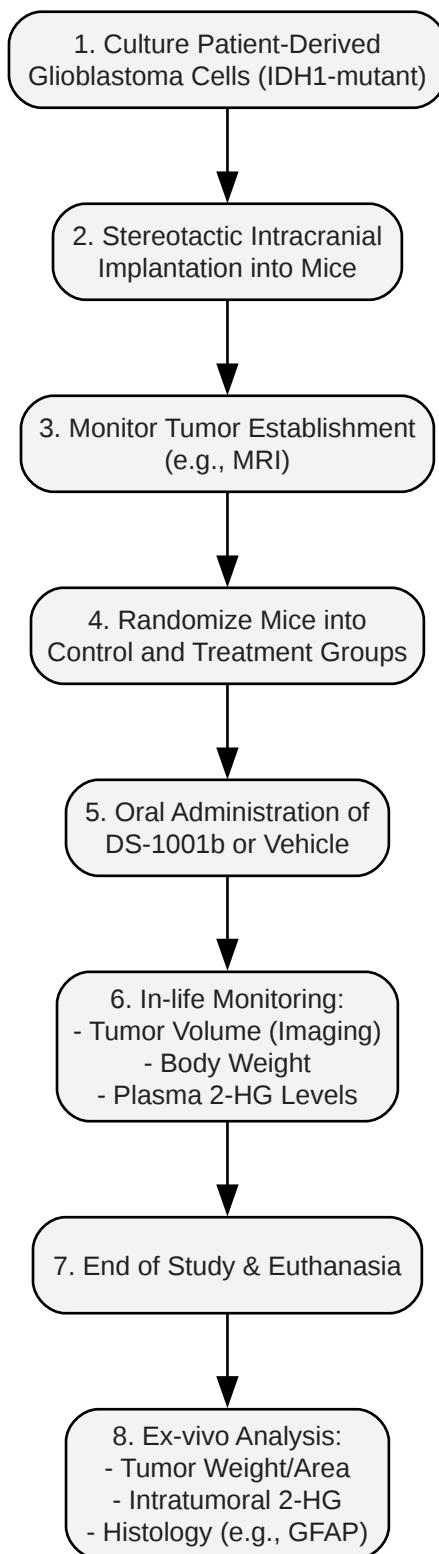 1. Culture Patient-Derived
Glioblastoma Cells (IDH1-mutant)
2. Stereotactic Intracranial
Implantation into Mice
3. Monitor Tumor Establishment
(e.g., MRI)
4. Randomize Mice into
Control and Treatment Groups
5. Oral Administration of
DS-1001b or Vehicle
6. In-life Monitoring:
- Tumor Volume (Imaging)
- Body Weight
- Plasma 2-HG Levels
7. End of Study & Euthanasia
8. Ex-vivo Analysis:
- Tumor Weight/Area
- Intratumoral 2-HG
- Histology (e.g., GFAP)